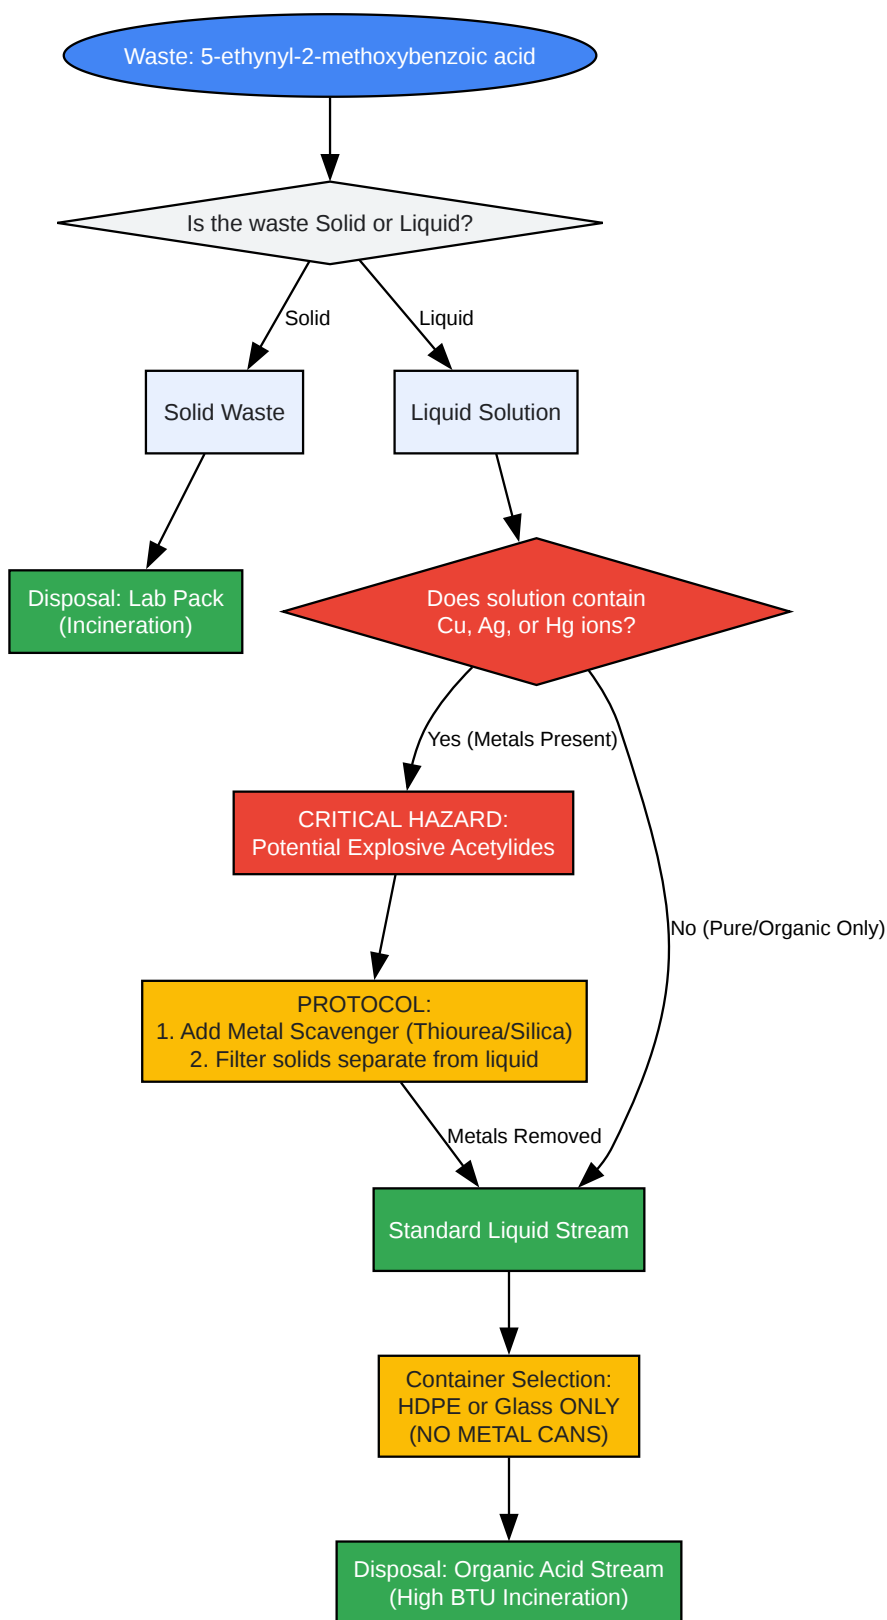 Waste: 5-ethynyl-2-methoxybenzoic acid
Is the waste Solid or Liquid?
Solid
Liquid
Solid Waste
Liquid Solution
Disposal: Lab Pack
(Incineration)
Does solution contain
Cu, Ag, or Hg ions?
Yes (Metals Present)
CRITICAL HAZARD:
Potential Explosive Acetylides
No (Pure/Organic Only)
PROTOCOL:
1. Add Metal Scavenger (Thiourea/Silica)
2. Filter solids separate from liquid
Metals Removed
Standard Liquid Stream
Container Selection:
HDPE or Glass ONLY
(NO METAL CANS)
Disposal: Organic Acid Stream
(High BTU Incineration)